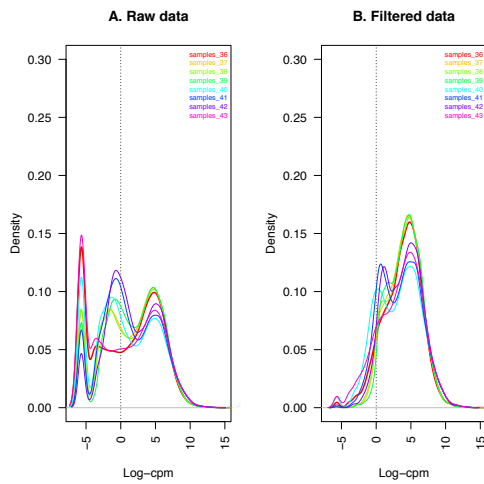 A. Raw data
B. Filtered data
Density
0.30
0.25
0.20
0.15
0.10
0.05
0.00
samples_36
samples_37
samples_38
samples_39
samples_40
samples_41
samples_42
samples_43
−5 0 5 10 15
Log−cpm
Density
0.30
0.25
0.20
0.15
0.10
0.05
0.00
samples_36
samples_37
samples_38
samples_39
samples_40
samples_41
samples_42
samples_43
−5 0 5 10 15
Log−cpm